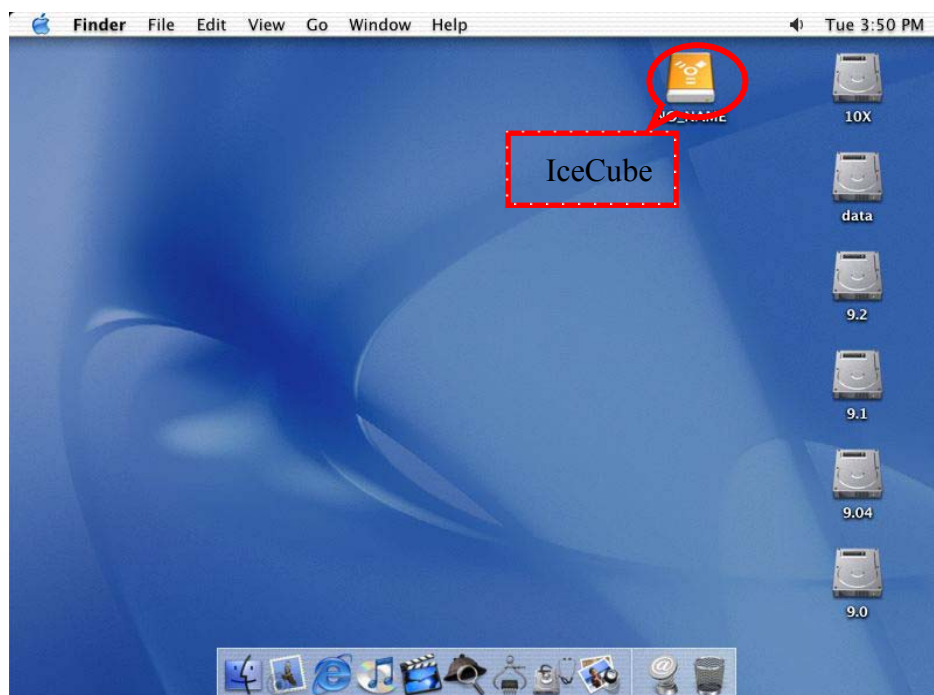 Finder File Edit View Go Window Help Tue 3:50 PM
NO_NAME
10X
IceCube
data
9.2
9.1
9.04
9.0